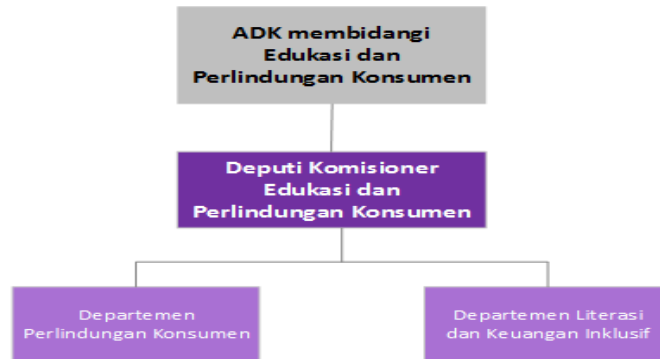 ADK membidangi
Edukasi dan
Perlindungan Konsumen
Deputi Komisioner
Edukasi dan
Perlindungan Konsumen
Departemen
Perlindungan Konsumen
Departemen Literasi
dan Keuangan Inklusif